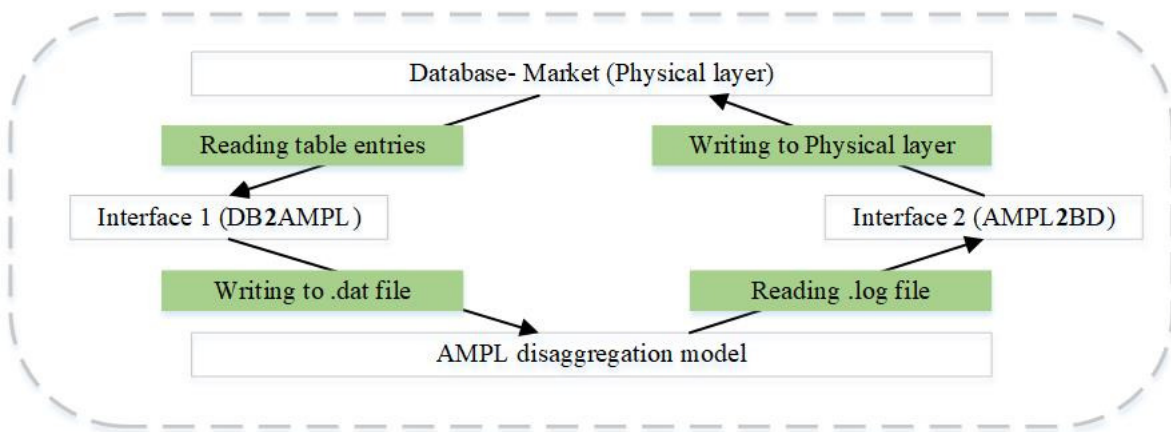 Database- Market (Physical layer)
Reading table entries
Writing to Physical layer
Interface 1 (DB2AMPL)
Interface 2 (AMPL2BD)
Writing to .dat file
Reading .log file
AMPL disaggregation model